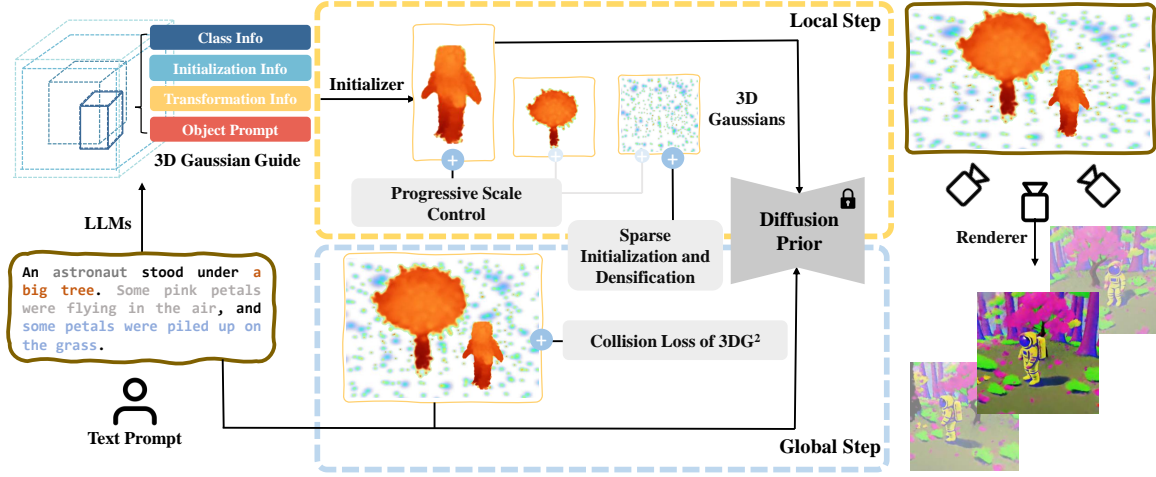 Class Info
Initialization Info
Transformation Info
Object Prompt
3D Gaussian Guide
LLMs
An astronaut stood under a
big tree. Some pink petals
were flying in the air, and
some petals were piled up on
the grass.
Text Prompt
Local Step
Initializer
3D
Gaussians
Progressive Scale
Control
Sparse
Initialization and
Densification
Diffusion
Prior
Collision Loss of 3DG²
Global Step
Renderer